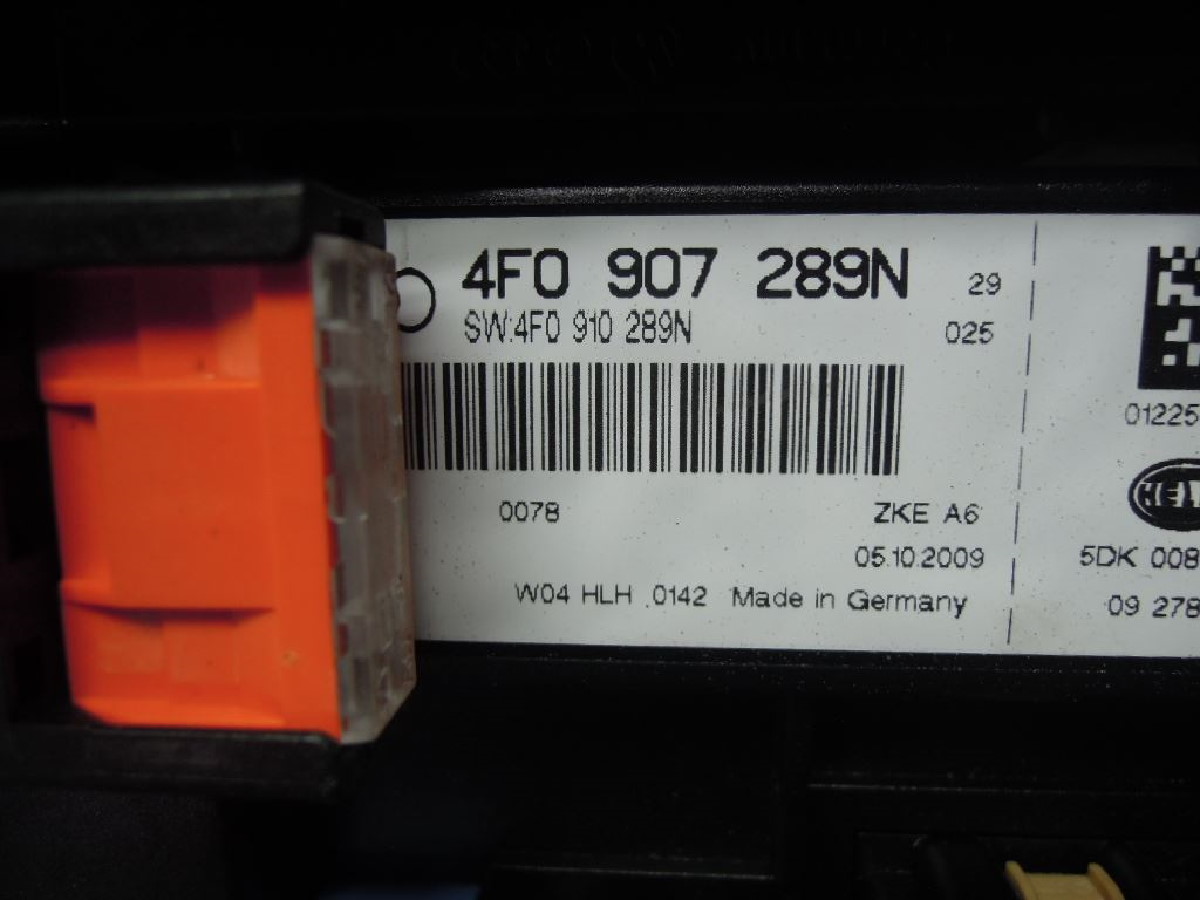 4F0 907 289N 29
SW:4F0 910 289N 025
01225
0078 ZKE A6
05.10.2009 5DK 008
W04 HLH .0142 Made in Germany 09 278